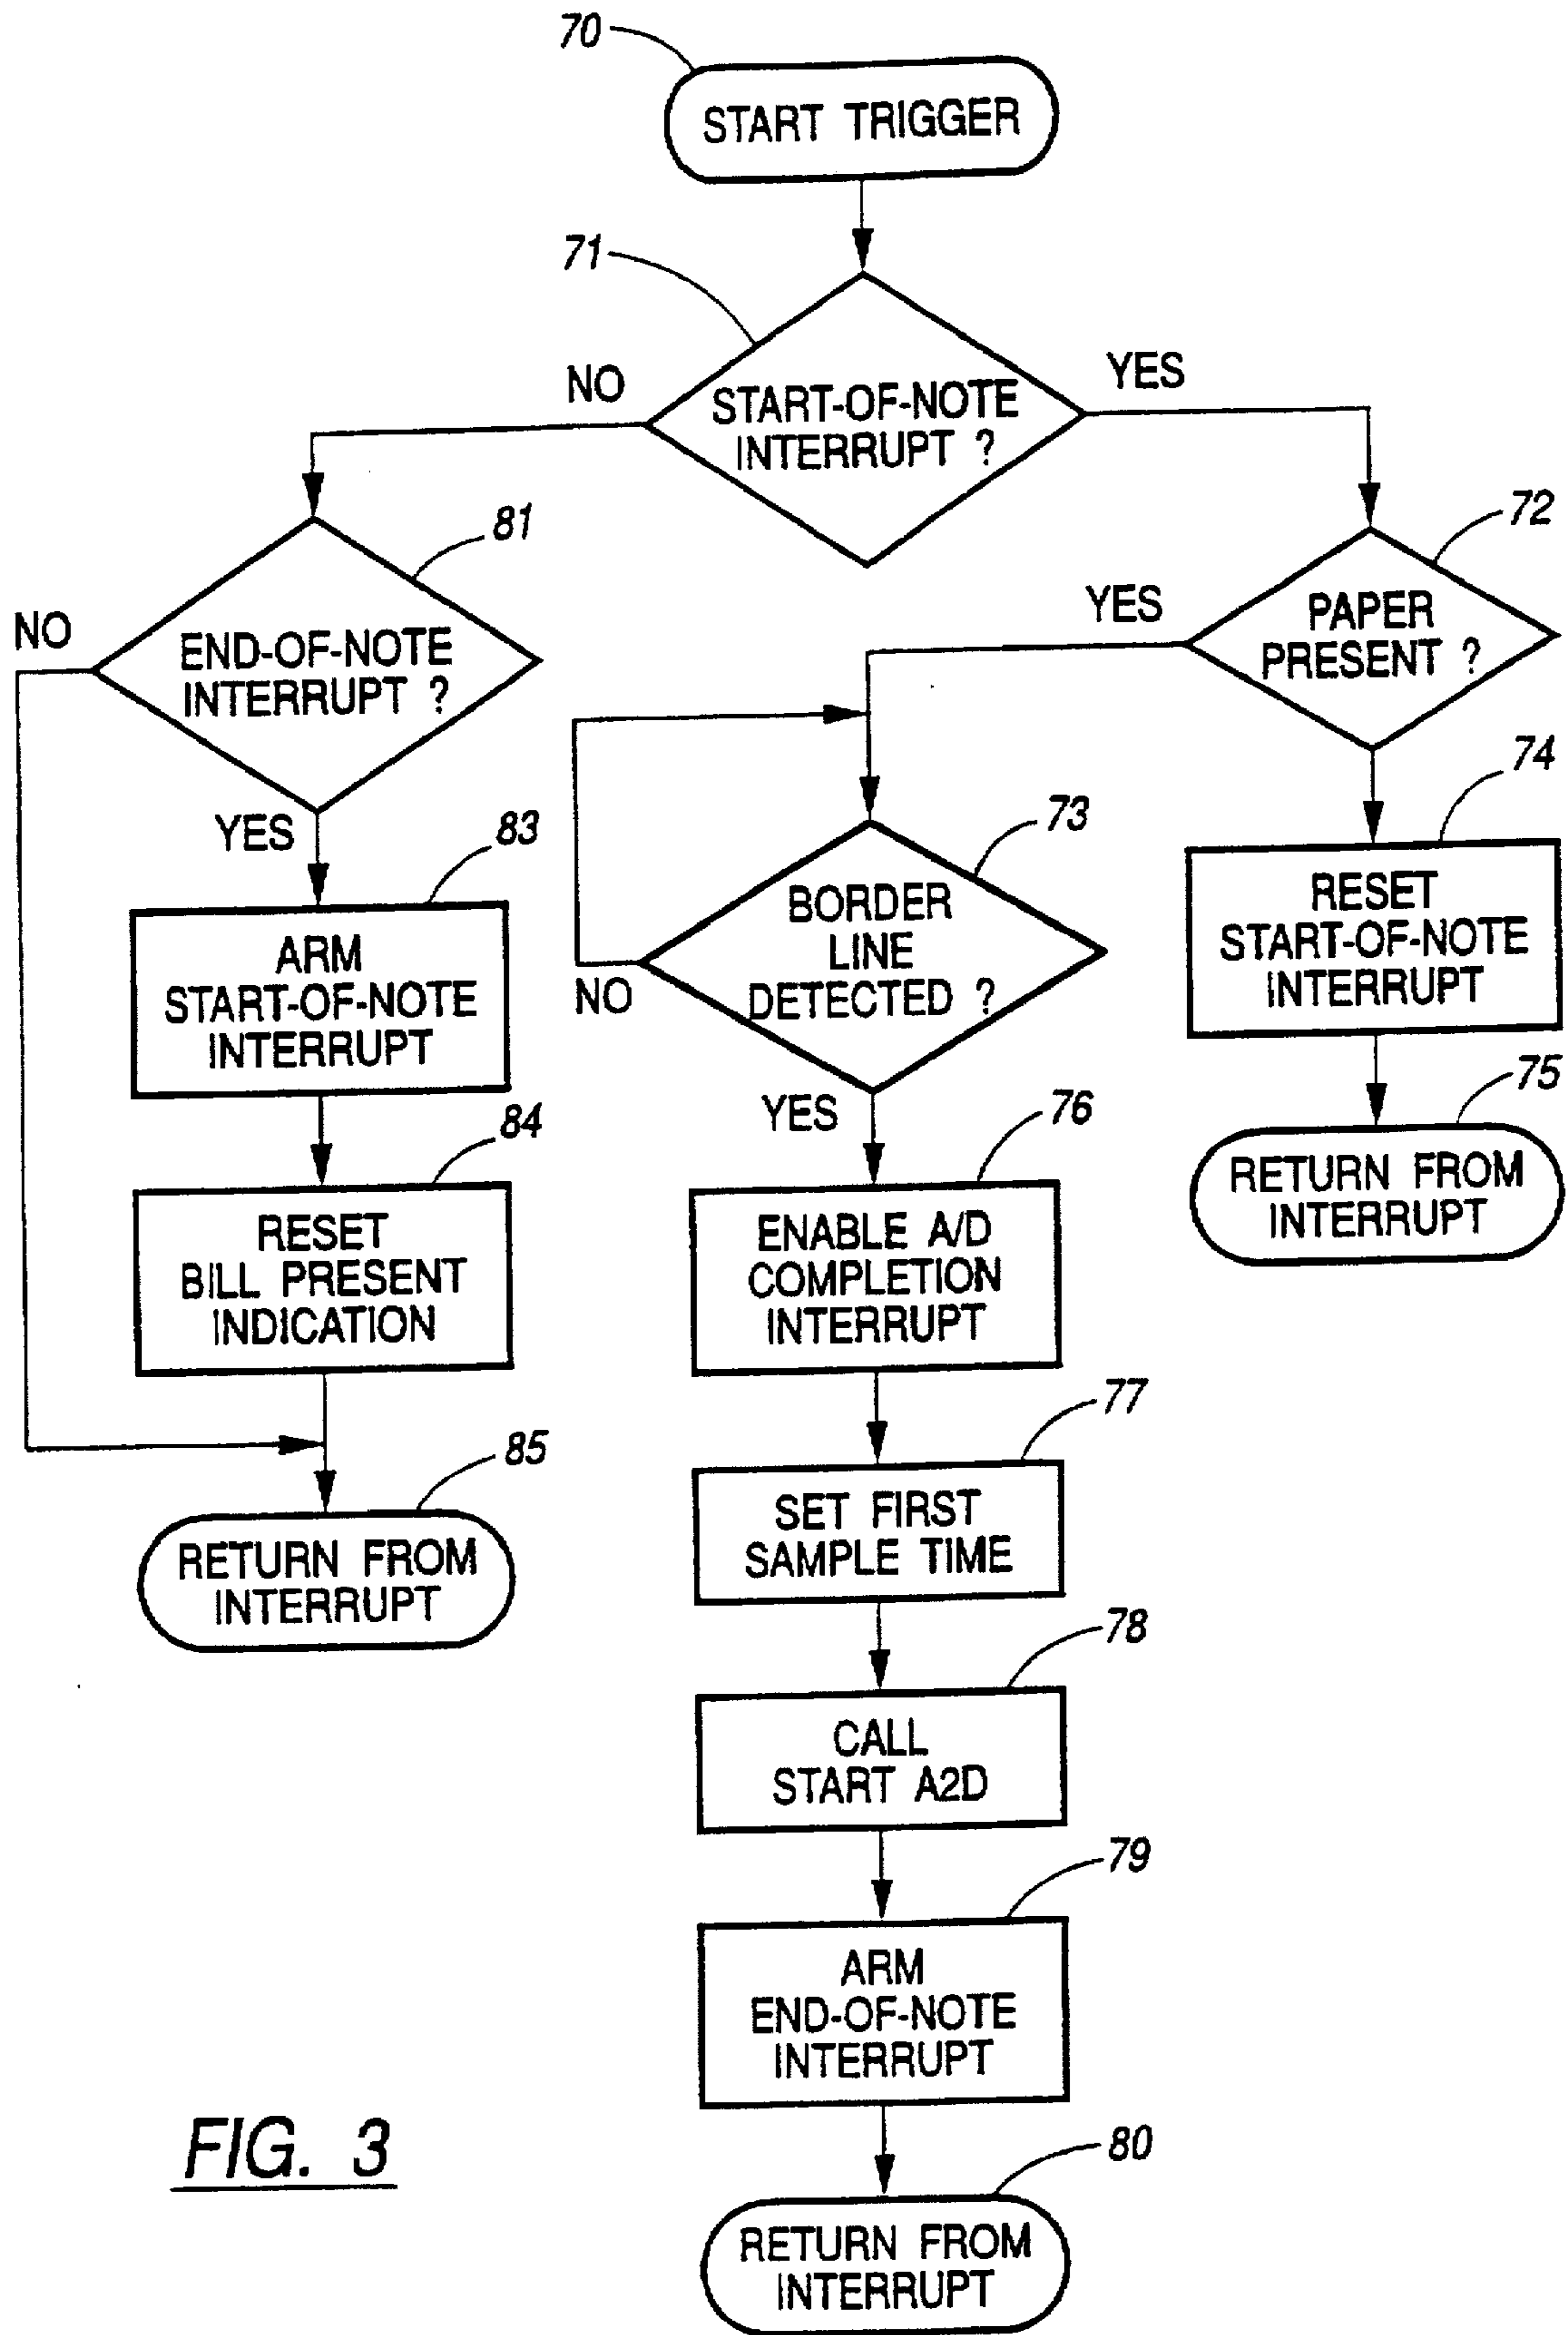 70
START TRIGGER
71
NO
START-OF-NOTE
INTERRUPT ?
YES
81
NO
END-OF-NOTE
INTERRUPT ?
YES
72
YES
PAPER
PRESENT ?
83
ARM
START-OF-NOTE
INTERRUPT
73
BORDER
LINE
DETECTED ?
NO
YES
74
RESET
START-OF-NOTE
INTERRUPT
75
RETURN FROM
INTERRUPT
84
RESET
BILL PRESENT
INDICATION
76
ENABLE A/D
COMPLETION
INTERRUPT
85
RETURN FROM
INTERRUPT
77
SET FIRST
SAMPLE TIME
78
CALL
START A2D
79
ARM
END-OF-NOTE
INTERRUPT
80
RETURN FROM
INTERRUPT
FIG. 3